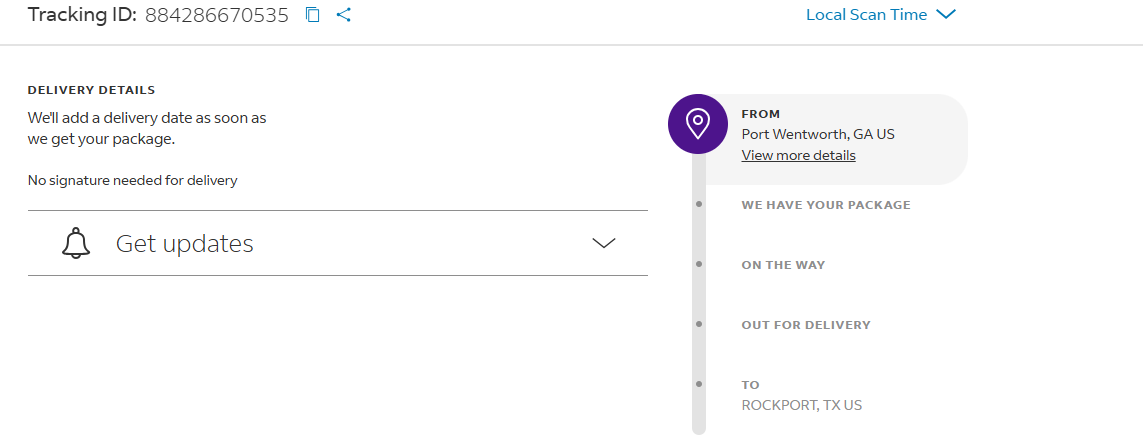 Tracking ID: 884286670535
Local Scan Time
DELIVERY DETAILS
We'll add a delivery date as soon as
we get your package.
No signature needed for delivery
Get updates
FROM
Port Wentworth, GA US
View more details
WE HAVE YOUR PACKAGE
ON THE WAY
OUT FOR DELIVERY
TO
ROCKPORT, TX US